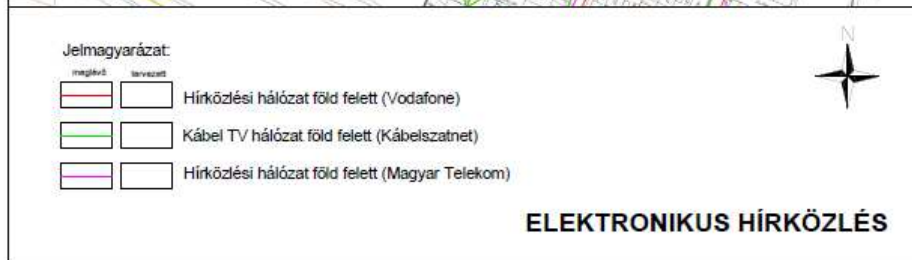 N
Jelmagyarázat:
meglévő tervezett
Hírközlési hálózat föld felett (Vodafone)
Kábel TV hálózat föld felett (Kábelszatnet)
Hírközlési hálózat föld felett (Magyar Telekom)
ELEKTRONIKUS HÍRKÖZLÉS